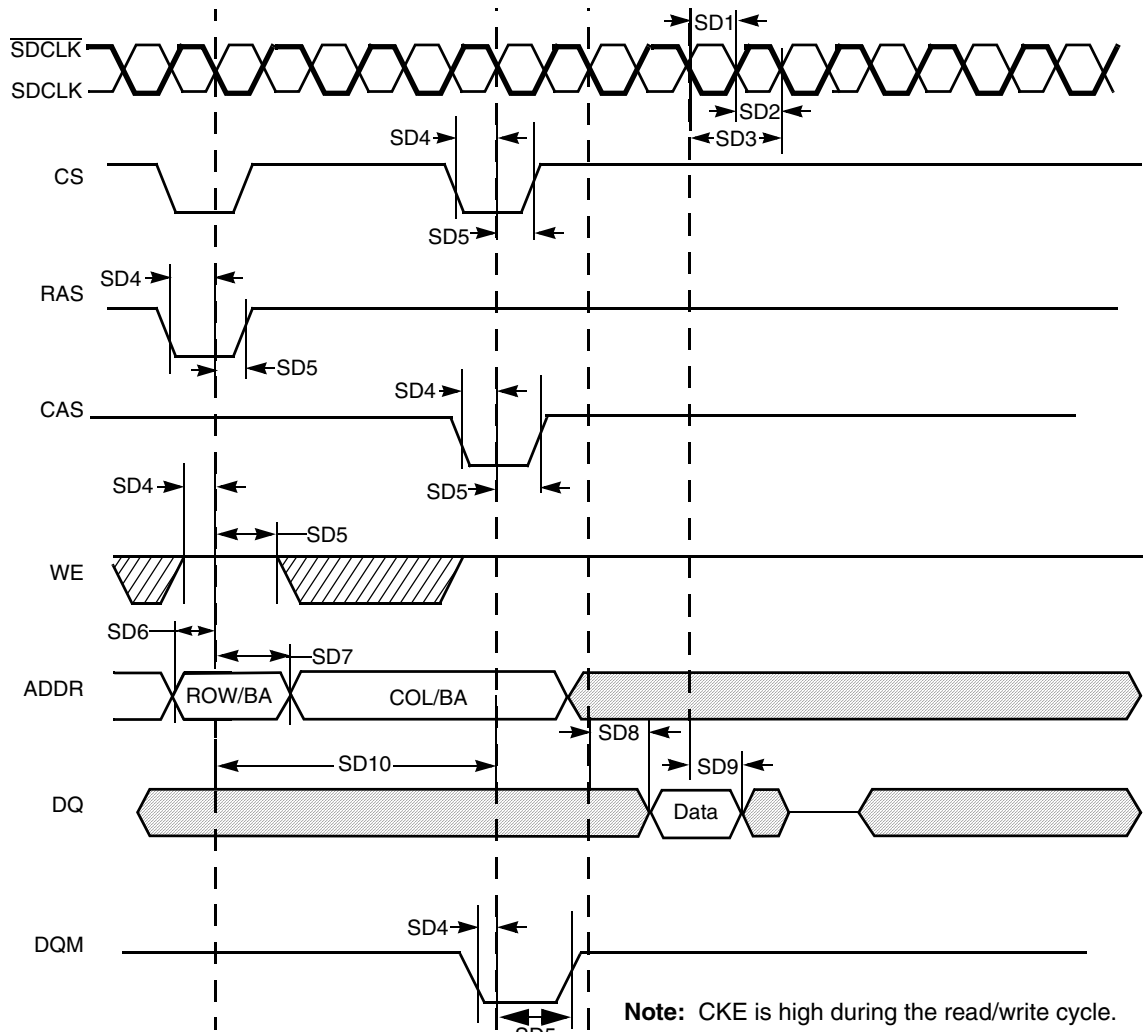 SD1
SDCLK
SDCLK
SD2
SD4
SD3
CS
SD5
SD4
RAS
SD5
SD4
CAS
SD4
SD5
SD5
WE
SD6
SD7
ADDR
ROW/BA
COL/BA
SD8
SD10
SD9
DQ
Data
SD4
DQM
Note: CKE is high during the read/write cycle.
SD5